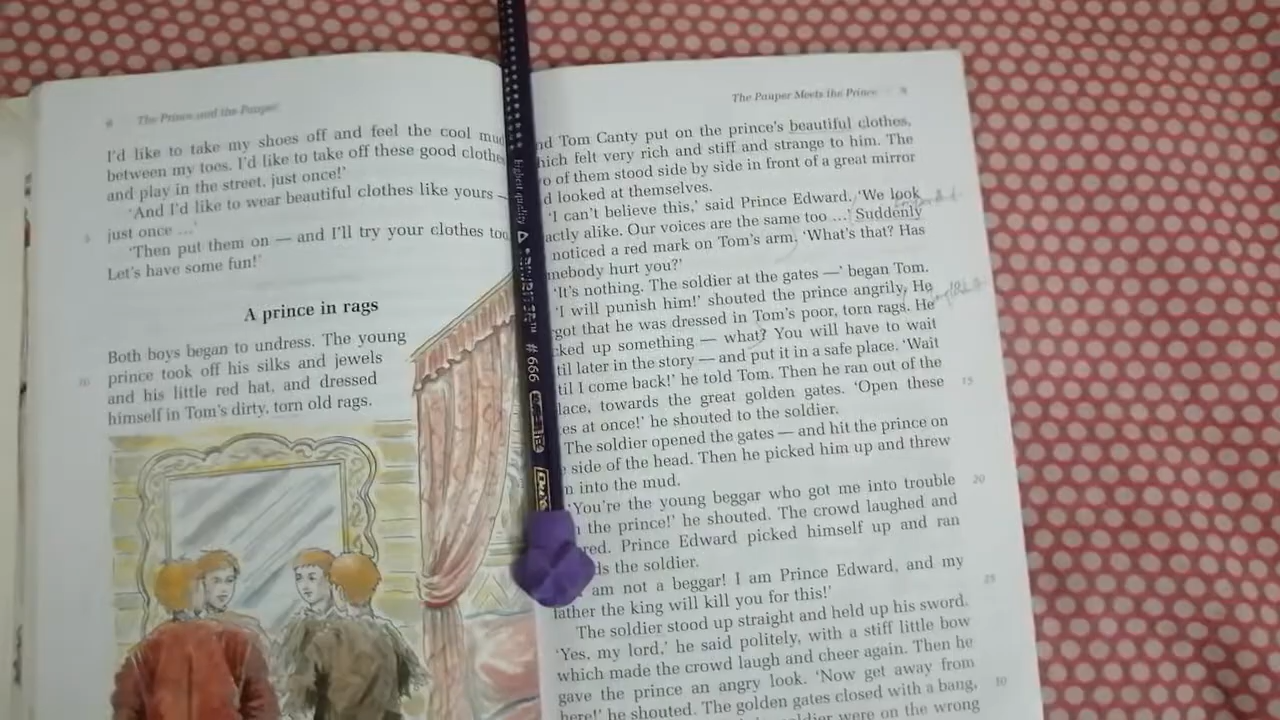 The Prince and the Pauper
I'd like to take my shoes off and feel the cool mud
between my toes. I'd like to take off these good clothe
and play in the street, just once!'
'And I'd like to wear beautiful clothes like yours —
5 just once ...'
'Then put them on — and I'll try your clothes too
Let's have some fun!'
A prince in rags
Both boys began to undress. The young
10 prince took off his silks and jewels
and his little red hat, and dressed
himself in Tom's dirty, torn old rags.
highest quality
# 666
The Pauper Meets the Prince
nd Tom Canty put on the prince's beautiful clothes,
hich felt very rich and stiff and strange to him. The
o of them stood side by side in front of a great mirror
d looked at themselves.
'I can't believe this,' said Prince Edward. 'We look
actly alike. Our voices are the same too ...' Suddenly
noticed a red mark on Tom's arm. 'What's that? Has
mebody hurt you?'
'It's nothing. The soldier at the gates —' began Tom.
'I will punish him!' shouted the prince angrily. He
got that he was dressed in Tom's poor, torn rags. He
cked up something — what? You will have to wait
til later in the story — and put it in a safe place. 'Wait
til I come back!' he told Tom. Then he ran out of the
lace, towards the great golden gates. 'Open these 15
es at once!' he shouted to the soldier.
The soldier opened the gates — and hit the prince on
e side of the head. Then he picked him up and threw
n into the mud.
'You're the young beggar who got me into trouble 20
the prince!' he shouted. The crowd laughed and
red. Prince Edward picked himself up and ran
ds the soldier.
am not a beggar! I am Prince Edward, and my 25
father the king will kill you for this!'
The soldier stood up straight and held up his sword.
'Yes, my lord,' he said politely, with a stiff little bow
which made the crowd laugh and cheer again. Then he
gave the prince an angry look. 'Now get away from 30
here!' he shouted. The golden gates closed with a bang,
soldier were on the wrong